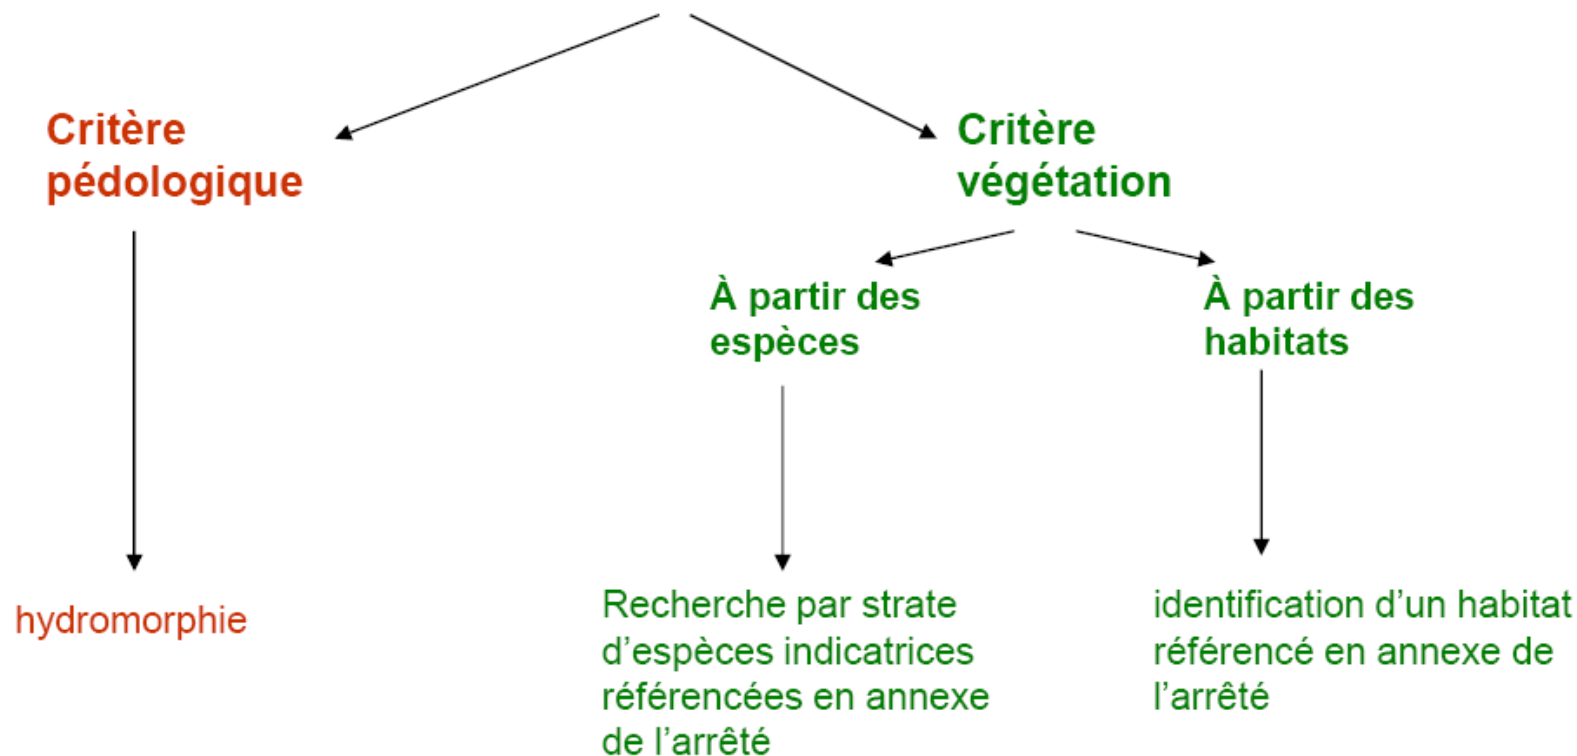 Critère
pédologique
Critère
végétation
À partir des
espèces
À partir des
habitats
hydromorphie
Recherche par strate
d’espèces indicatrices
référencées en annexe
de l’arrêté
identification d’un habitat
référencé en annexe de
l’arrêté